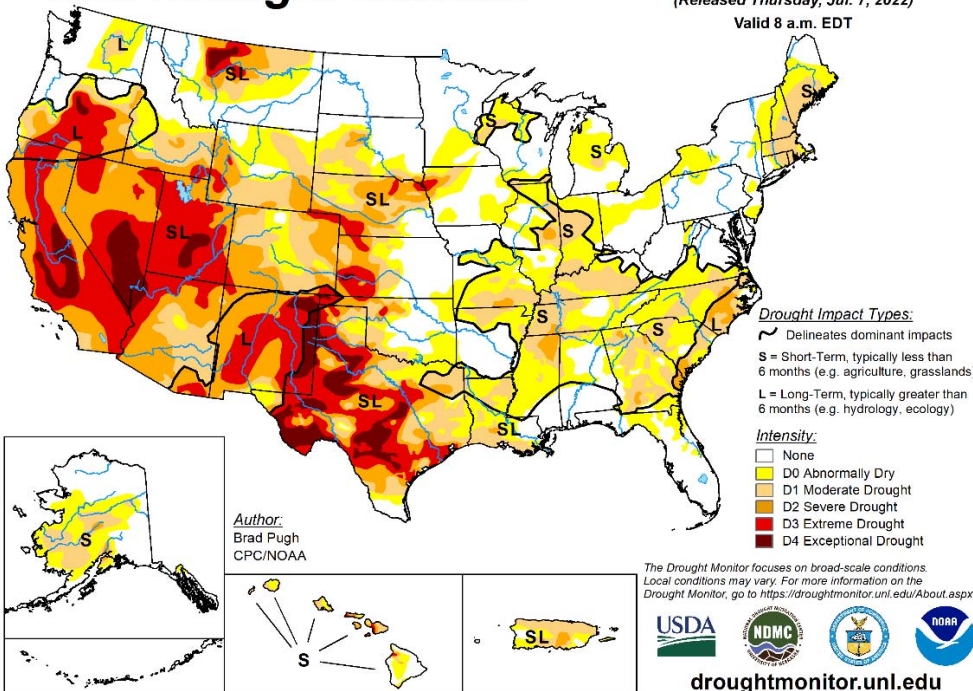 (Released Thursday, Jul. 7, 2022)
Valid 8 a.m. EDT
L
SL
S
S
S
L
SL
SL
S
S
S
L
L
SL
SL
Drought Impact Types:
Delineates dominant impacts
S = Short-Term, typically less than
6 months (e.g. agriculture, grasslands)
L = Long-Term, typically greater than
6 months (e.g. hydrology, ecology)
Intensity:
None
D0 Abnormally Dry
D1 Moderate Drought
D2 Severe Drought
D3 Extreme Drought
D4 Exceptional Drought
S
Author:
Brad Pugh
CPC/NOAA
S
SL
The Drought Monitor focuses on broad-scale conditions.
Local conditions may vary. For more information on the
Drought Monitor, go to https://droughtmonitor.unl.edu/About.aspx
USDA
NDMC
NOAA
droughtmonitor.unl.edu